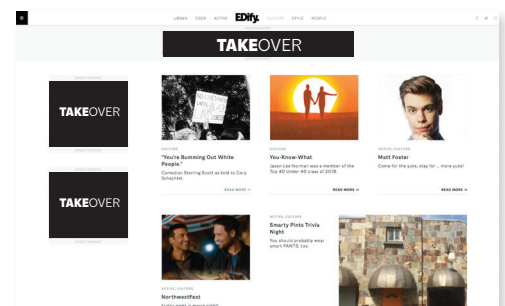 URBAN FOOD ACTIVE EDify. CULTURE STYLE PEOPLE
TAKEOVER
TAKEOVER
TAKEOVER
CULTURE
"You're Bumming Out White
People."
Comedian Sterling Scott as told to Cory
Schachtel.
READ MORE →
CULTURE
You-Know-What
Jason Lee Norman was a member of the
Top 40 Under 40 class of 2018.
READ MORE →
ACTIVE, CULTURE
Matt Foster
Come for the yuks, stay for ... more yuks!
READ MORE →
ACTIVE, CULTURE
NorthwestFest
ACTIVE, CULTURE
Smarty Pints Trivia
Night
You should probably wear
smart PANTS, too.